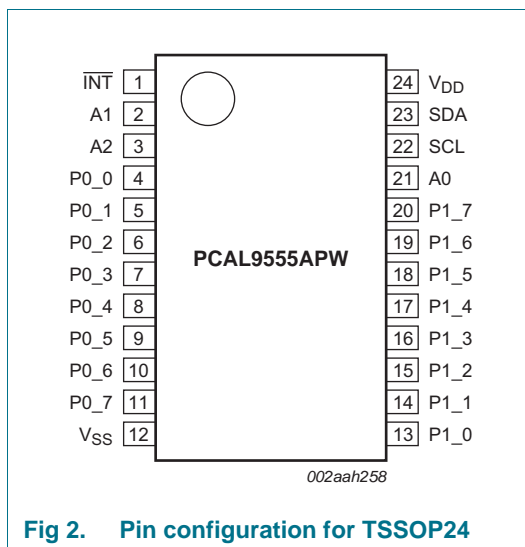 INT 1 24 VDD
A1 2 23 SDA
A2 3 22 SCL
P0_0 4 21 A0
P0_1 5 20 P1_7
P0_2 6 19 P1_6
P0_3 7 PCAL9555APW 18 P1_5
P0_4 8 17 P1_4
P0_5 9 16 P1_3
P0_6 10 15 P1_2
P0_7 11 14 P1_1
VSS 12 13 P1_0
002aah258
Fig 2. Pin configuration for TSSOP24